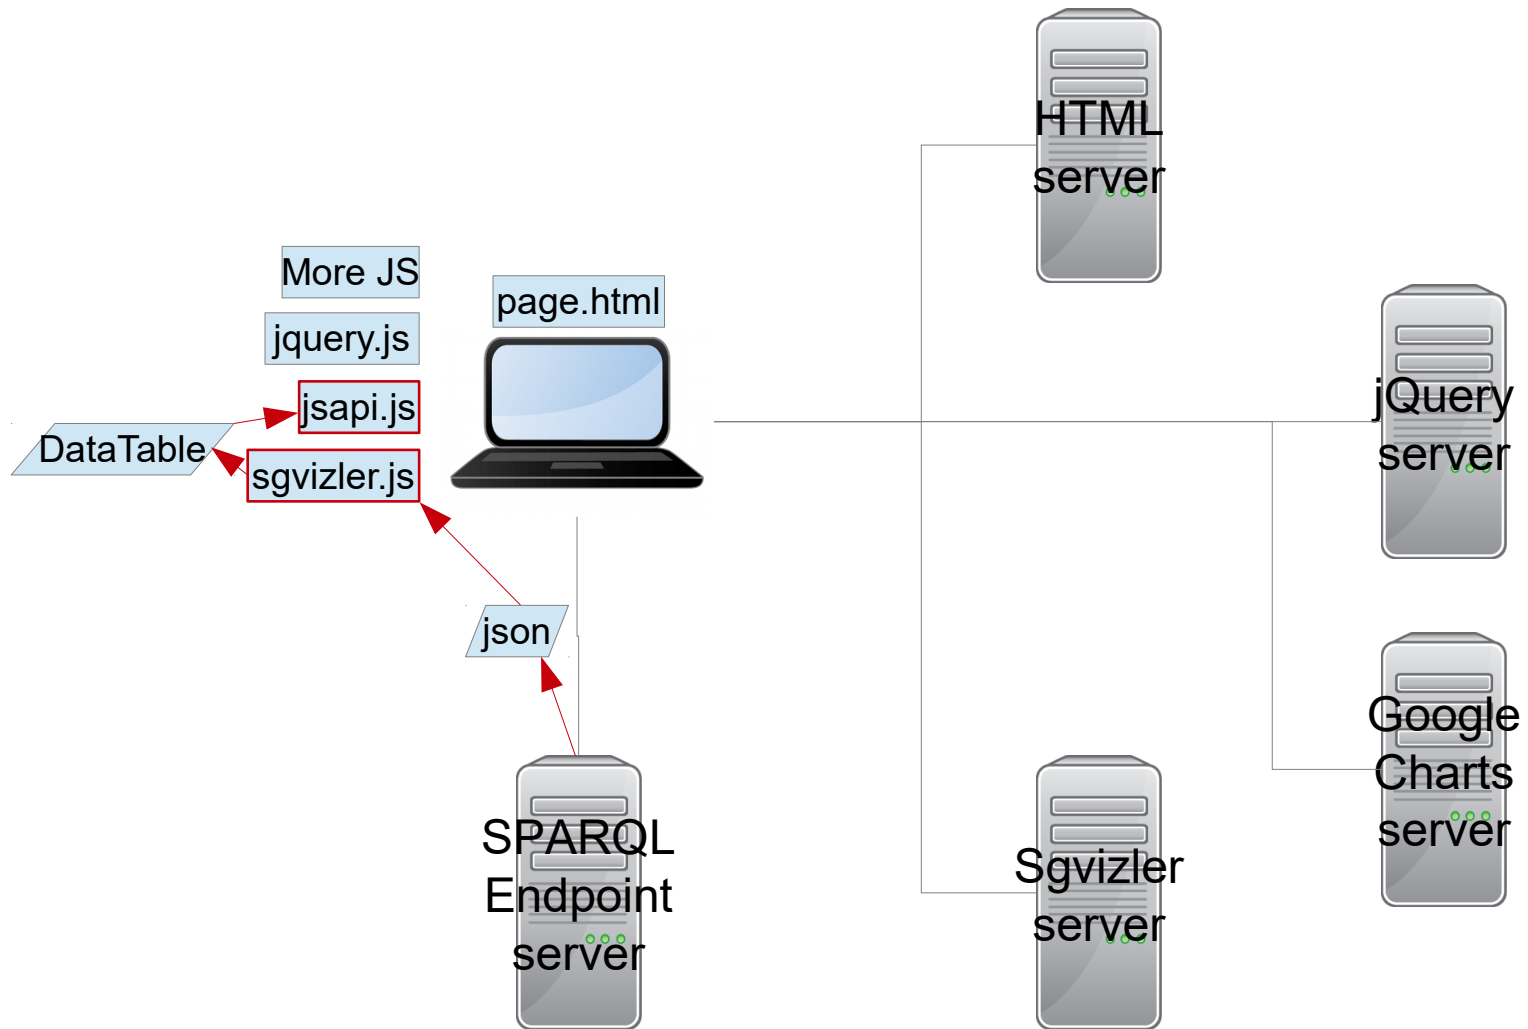 HTML
server
More JS
page.html
jquery.js
jsapi.js
DataTable
sgvizler.js
jQuery
server
json
Google
Charts
server
SPARQL
Endpoint
server
Sgvizler
server